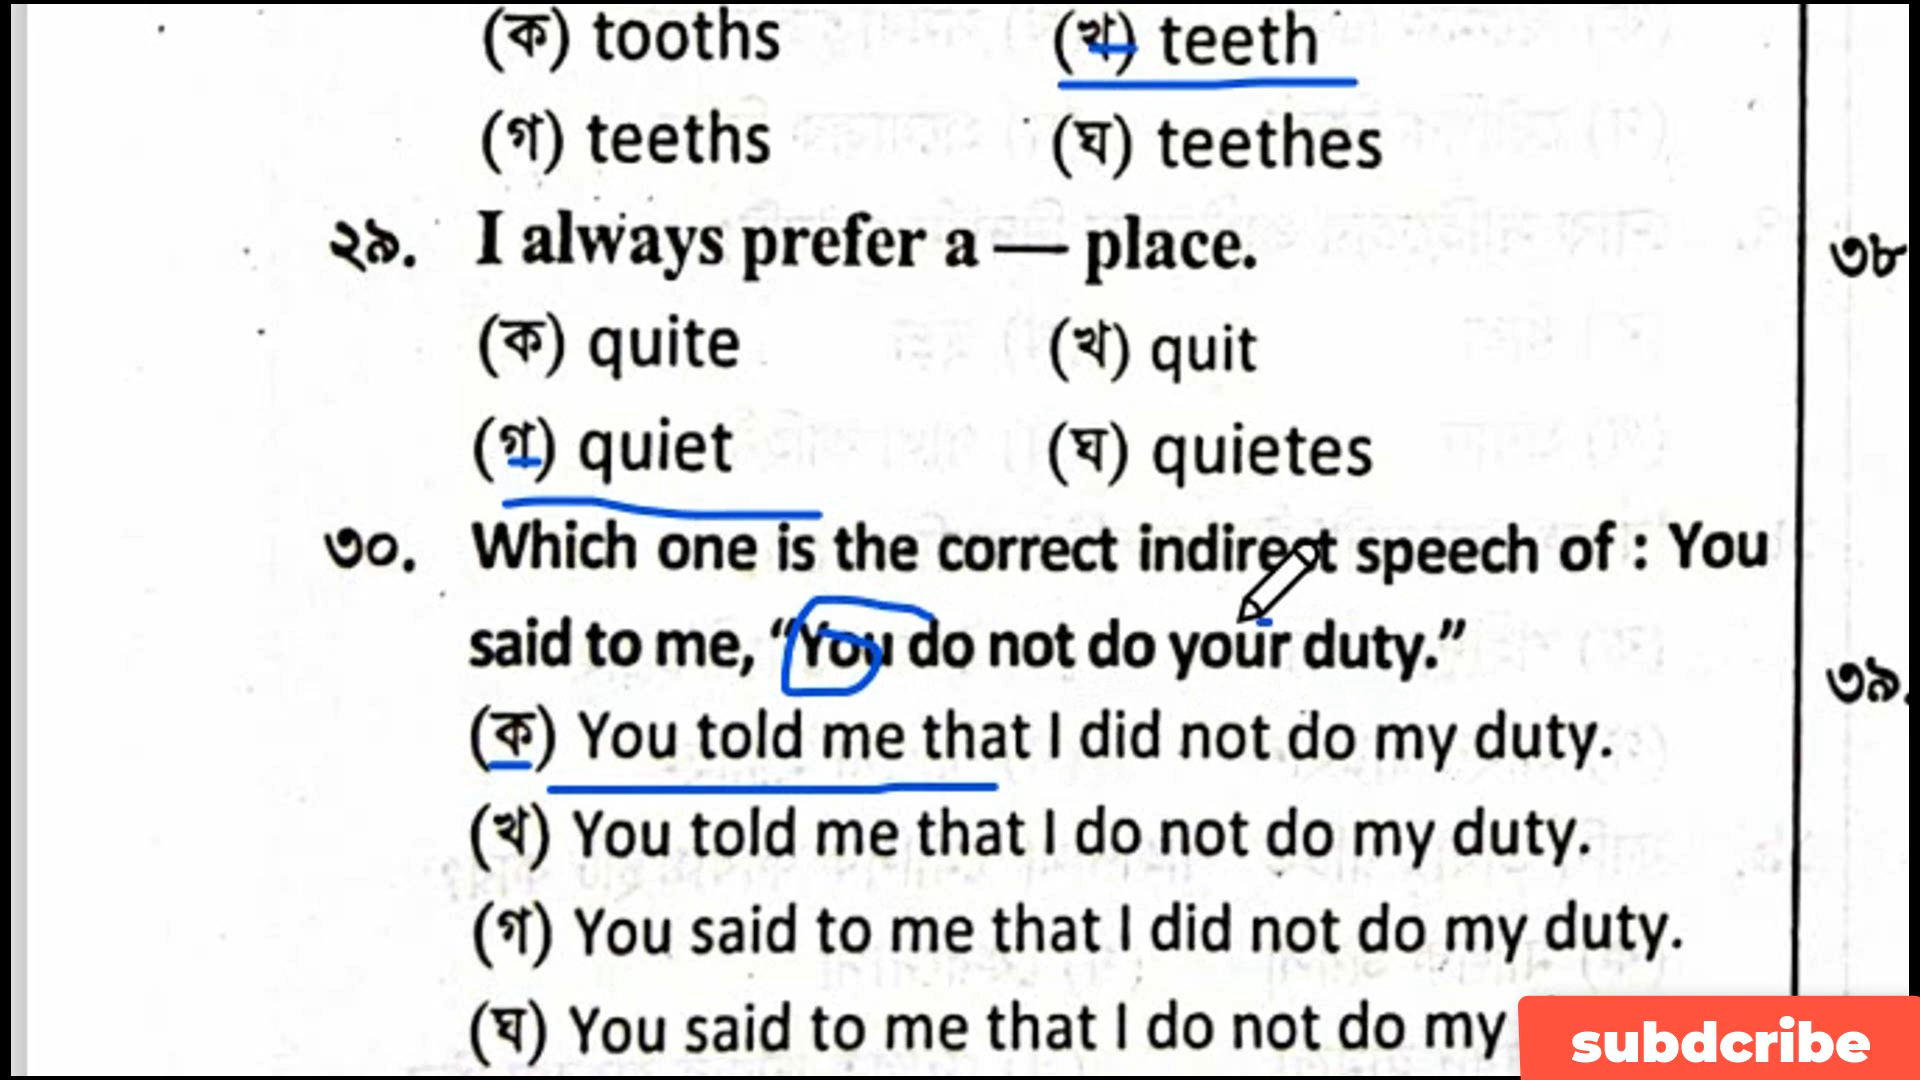 (ক) tooths (খ) teeth
(গ) teeths (ঘ) teethes
২৯. I always prefer a — place.
(ক) quite (খ) quit
(গ) quiet (ঘ) quietes
৩০. Which one is the correct indirect speech of : You
said to me, “You do not do your duty.”
(ক) You told me that I did not do my duty.
(খ) You told me that I do not do my duty.
(গ) You said to me that I did not do my duty.
(ঘ) You said to me that I do not do my
৩৮
৩৯.
subdcribe